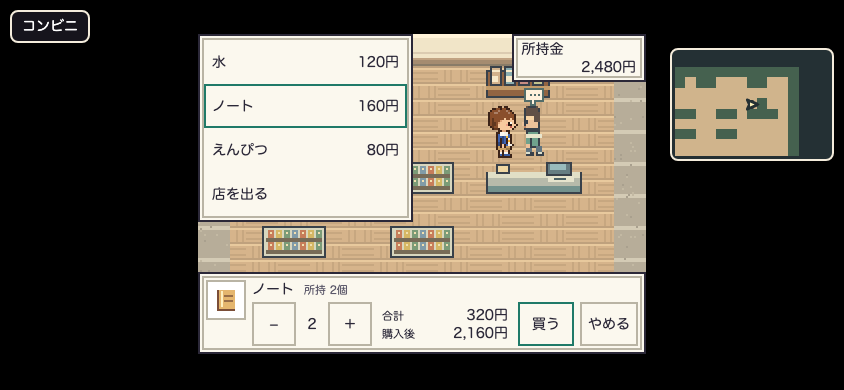 コンビニ
水 120円
ノート 160円
えんぴつ 80円
店を出る
所持金
2,480円
ノート 所持 2個
－ 2 ＋
合計 320円
購入後 2,160円
買う
やめる